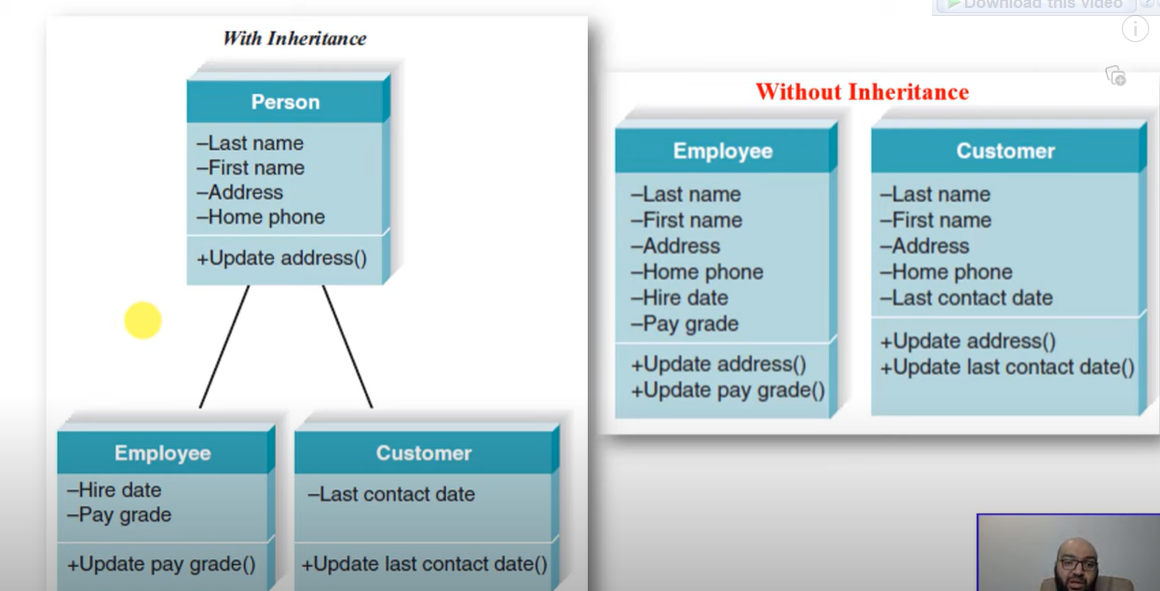 Download this video
With Inheritance
Person
–Last name
–First name
–Address
–Home phone
+Update address()
Employee
–Hire date
–Pay grade
+Update pay grade()
Customer
–Last contact date
+Update last contact date()
Without Inheritance
Employee
–Last name
–First name
–Address
–Home phone
–Hire date
–Pay grade
+Update address()
+Update pay grade()
Customer
–Last name
–First name
–Address
–Home phone
–Last contact date
+Update address()
+Update last contact date()